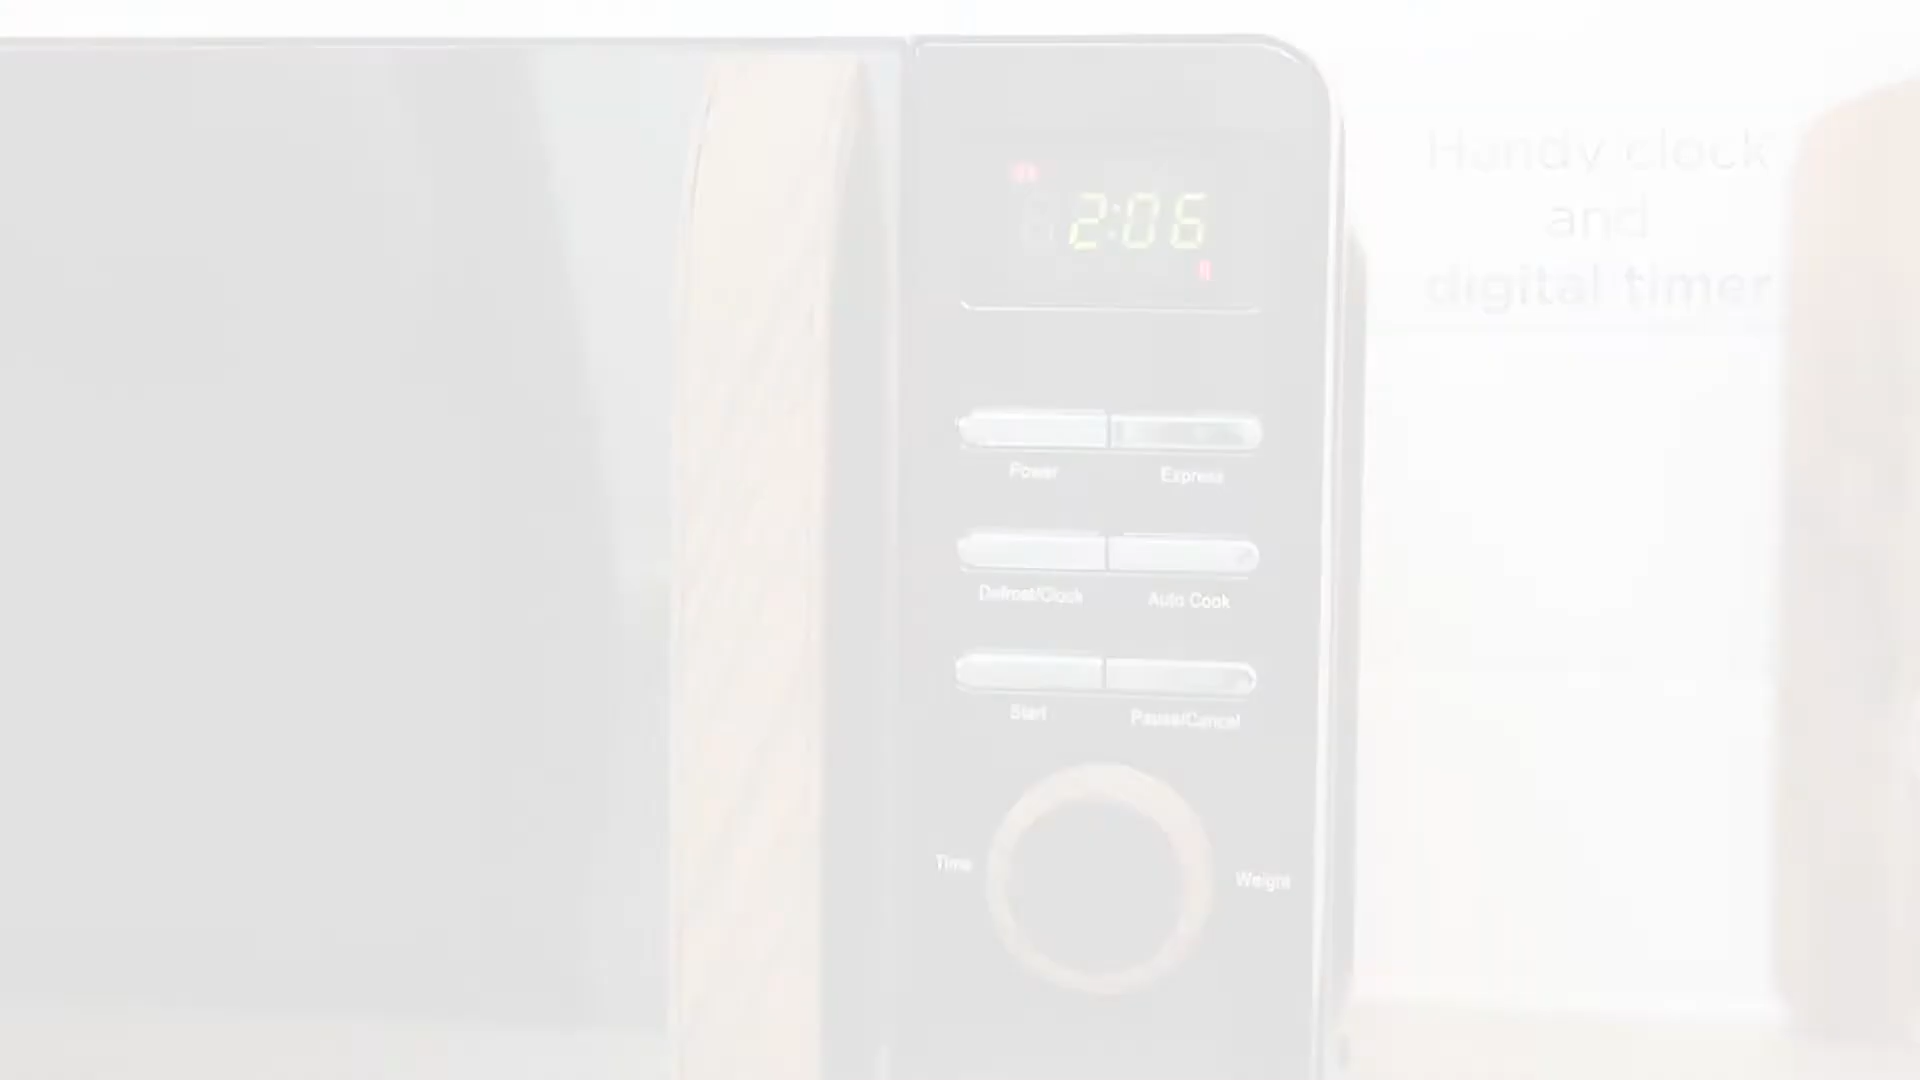 Handy clock
and
digital timer
2:06
Power
Express
Defrost/Clock
Auto Cook
Start
Pause/Cancel
Time
Weight